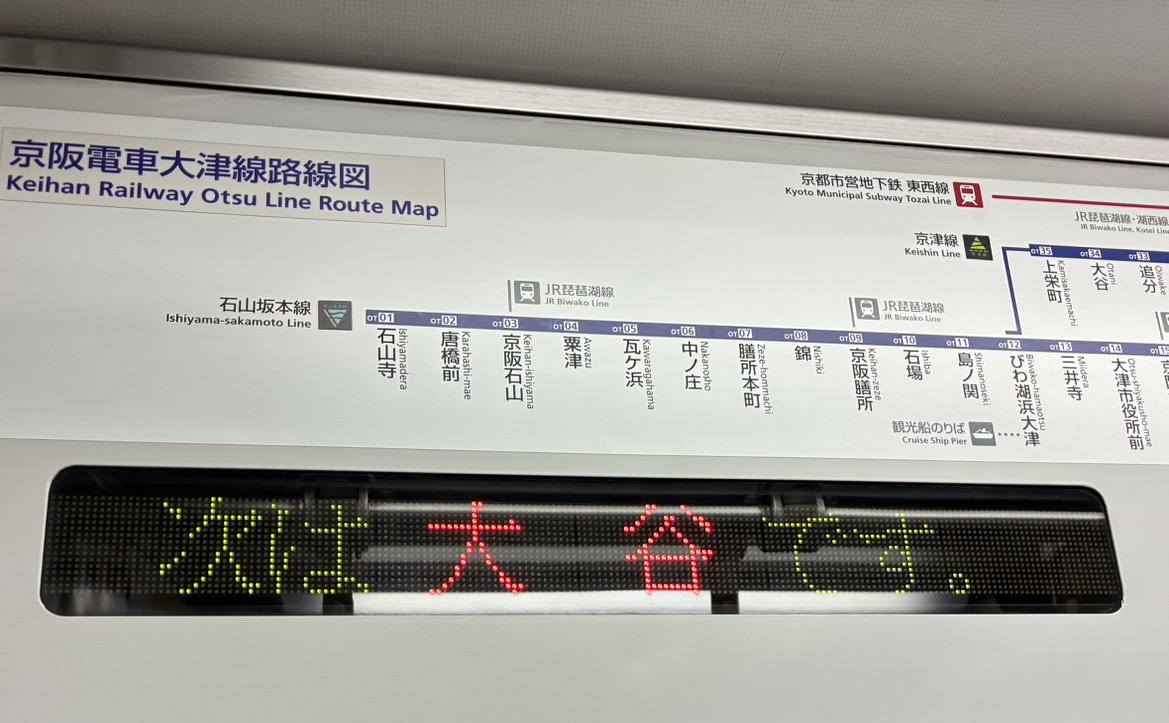 京阪電車大津線路線図
Keihan Railway Otsu Line Route Map
京都市営地下鉄 東西線
Kyoto Municipal Subway Tozai Line
JR琵琶湖線・湖西線
JR Biwako Line, Kosei Line
京津線
Keishin Line
OT35 OT34 OT33
上栄町 Kamisakaemachi
大谷 Otani
追分 Oiwake
石山坂本線
Ishiyama-sakamoto Line
JR琵琶湖線
JR Biwako Line
JR琵琶湖線
JR Biwako Line
OT01 OT02 OT03 OT04 OT05 OT06 OT07 OT08 OT09 OT10 OT11 OT12 OT13 OT14
石山寺 Ishiyamadera
唐橋前 Karahashi-mae
京阪石山 Keihan-ishiyama
粟津 Awazu
瓦ヶ浜 Kawaragahama
中ノ庄 Nakanosho
膳所本町 Zeze-hommachi
錦 Nishiki
京阪膳所 Keihan-zeze
石場 Ishiba
島ノ関 Shimanoseki
びわ湖浜大津 Biwako-hamaotsu
三井寺 Miidera
大津市役所前 Otsu-shiyakusho-mae
観光船のりば
Cruise Ship Pier
次は 大谷 です。